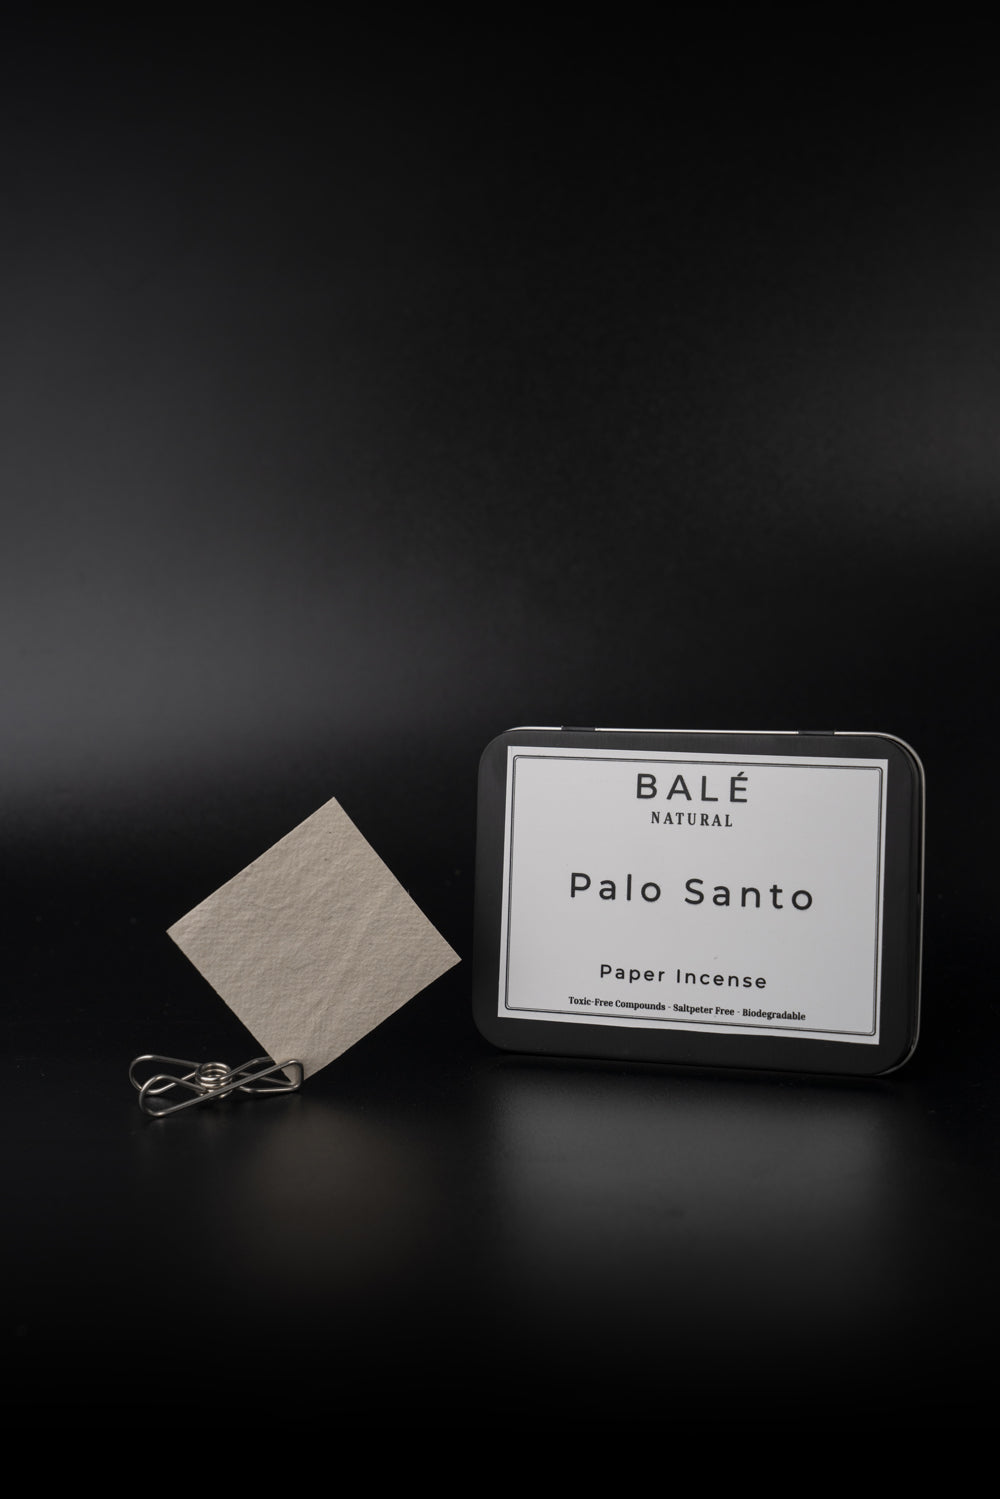 BALÉ
NATURAL
Palo Santo
Paper Incense
Toxic-Free Compounds - Saltpeter Free - Biodegradable